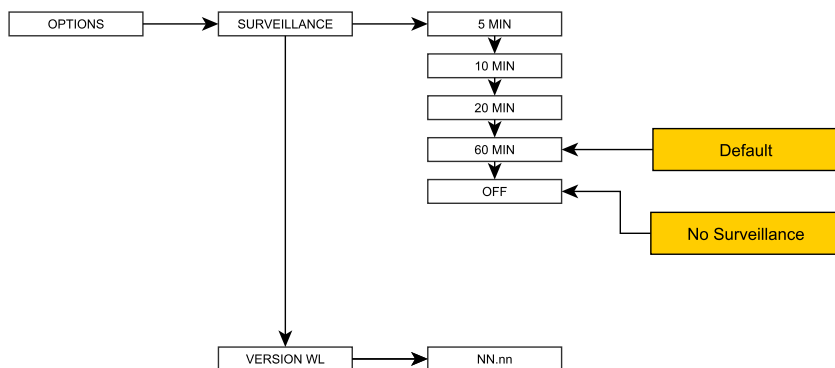 OPTIONS
SURVEILLANCE
5 MIN
10 MIN
20 MIN
60 MIN
Default
OFF
No Surveillance
VERSION WL
NN.nn